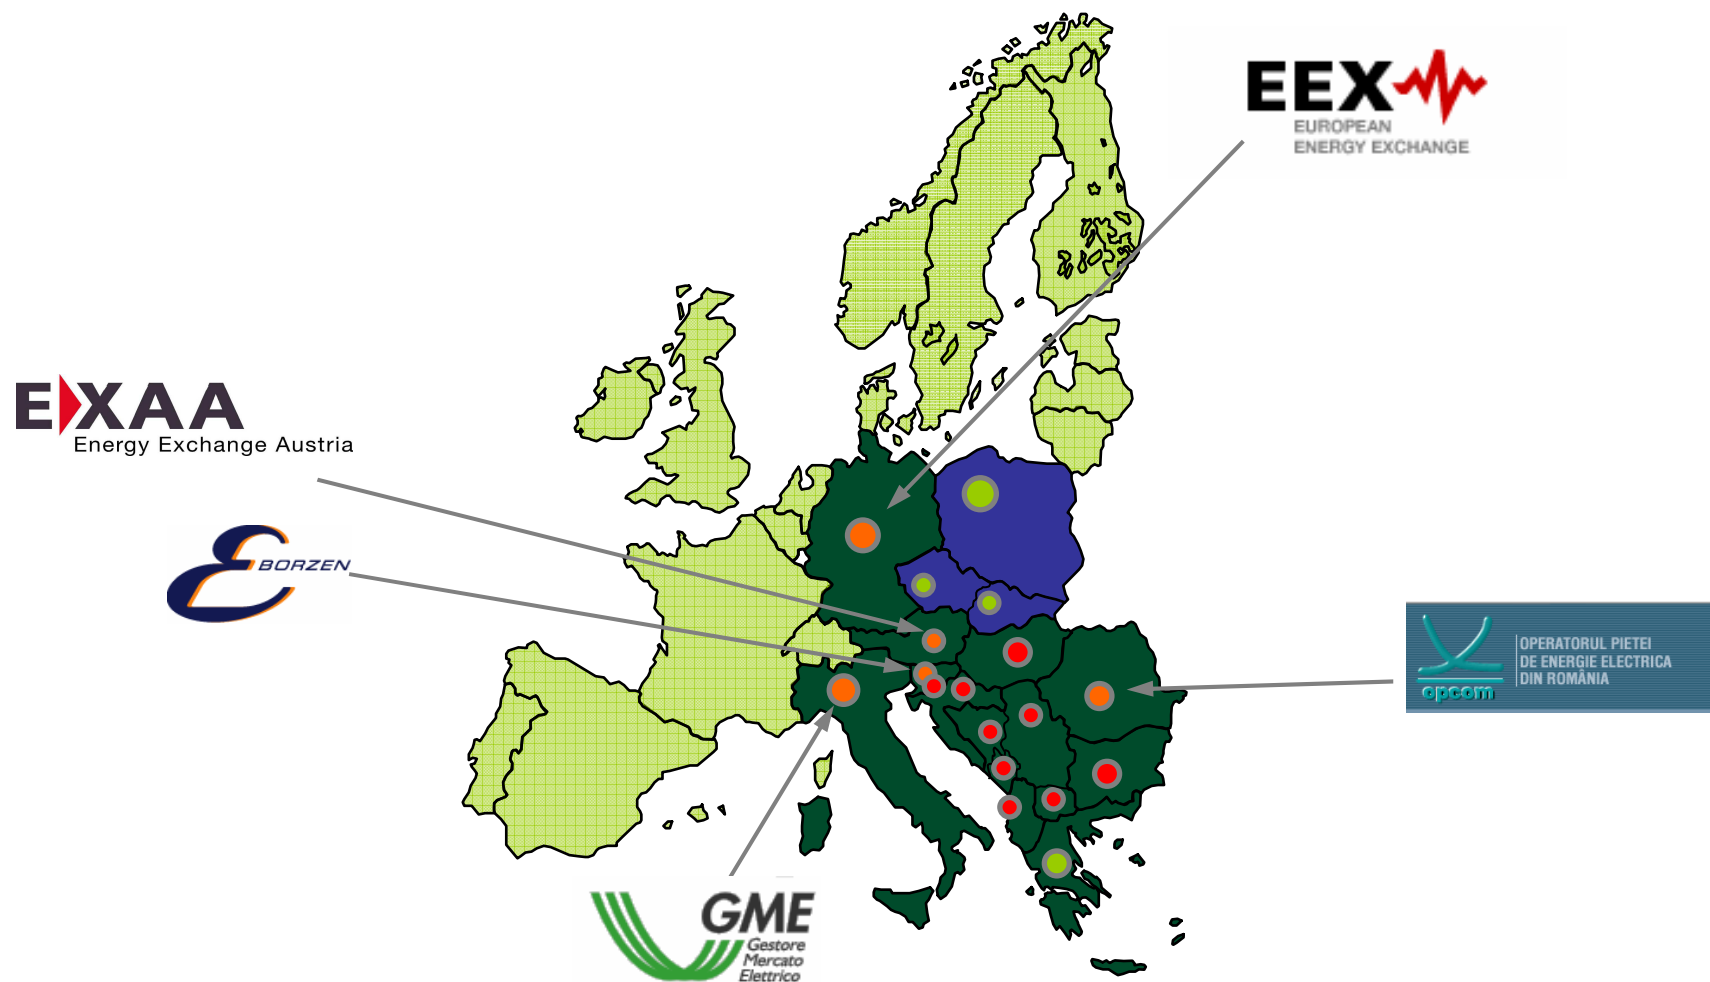 EEX
EUROPEAN
ENERGY EXCHANGE
EXAA
Energy Exchange Austria
BORZEN
OPERATORUL PIETEI
DE ENERGIE ELECTRICA
DIN ROMÂNIA
opcom
GME
Gestore
Mercato
Elettrico